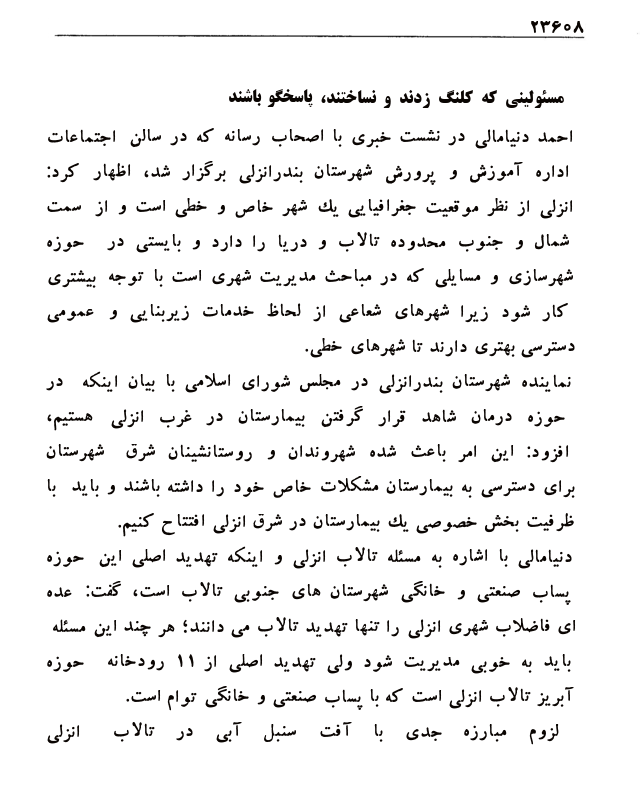 ۲۳۶۰۸
مسئولینی که کلنگ زدند و نساختند، پاسخگو باشند
احمد دنیامالی در نشست خبری با اصحاب رسانه که در سالن اجتماعات
اداره آموزش و پرورش شهرستان بندرانزلی برگزار شد، اظهار کرد:
انزلی از نظر موقعیت جغرافیایی یك شهر خاص و خطی است و از سمت
شمال و جنوب محدوده تالاب و دریا را دارد و بایستی در حوزه
شهرسازی و مسایلی که در مباحث مدیریت شهری است با توجه بیشتری
کار شود زیرا شهرهای شعاعی از لحاظ خدمات زیربنایی و عمومی
دسترسی بهتری دارند تا شهرهای خطی.
نماینده شهرستان بندرانزلی در مجلس شورای اسلامی با بیان اینکه در
حوزه درمان شاهد قرار گرفتن بیمارستان در غرب انزلی هستیم،
افزود: این امر باعث شده شهروندان و روستانشینان شرق شهرستان
برای دسترسی به بیمارستان مشکلات خاص خود را داشته باشند و باید با
ظرفیت بخش خصوصی یك بیمارستان در شرق انزلی افتتاح کنیم.
دنیامالی با اشاره به مسئله تالاب انزلی و اینکه تهدید اصلی این حوزه
پساب صنعتی و خانگی شهرستان های جنوبی تالاب است، گفت: عده
ای فاضلاب شهری انزلی را تنها تهدید تالاب می دانند؛ هر چند این مسئله
باید به خوبی مدیریت شود ولی تهدید اصلی از ۱۱ رودخانه حوزه
آبریز تالاب انزلی است که با پساب صنعتی و خانگی توام است.
لزوم مبارزه جدی با آفت سنبل آبی در تالاب انزلی